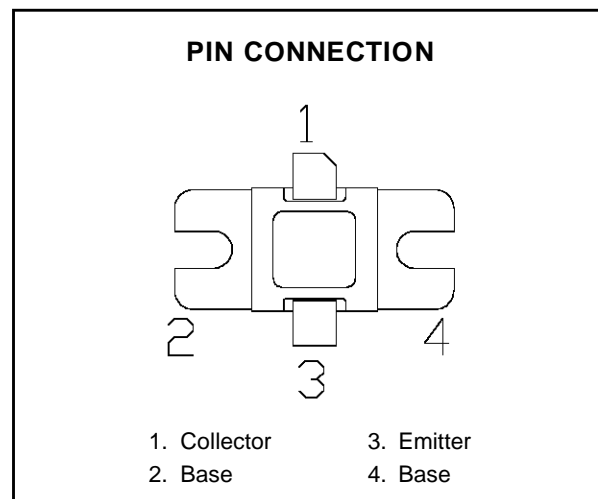 PIN CONNECTION
1
2
4
3
1. Collector
3. Emitter
2. Base
4. Base